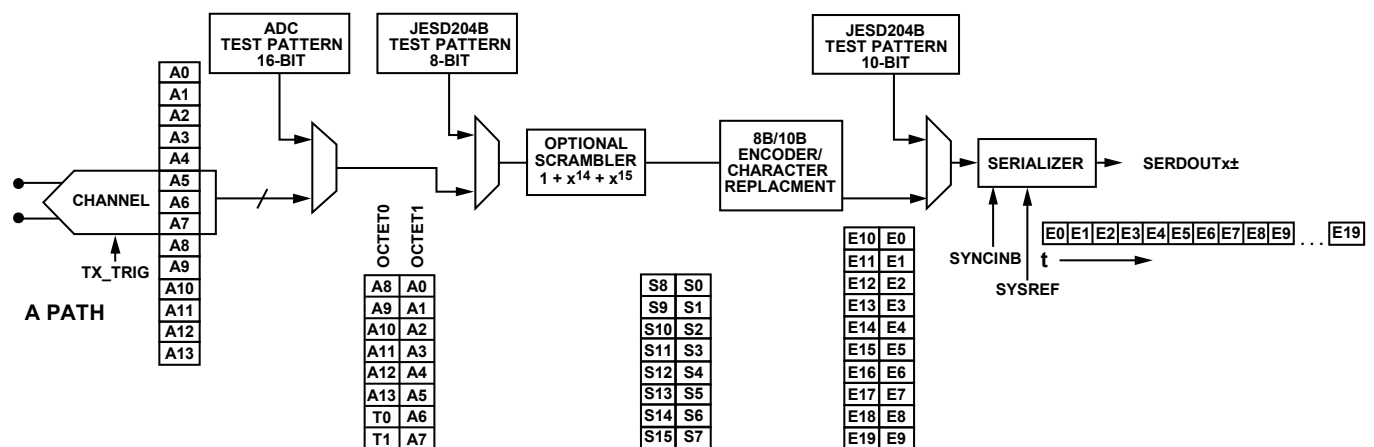 ADC
TEST PATTERN
16-BIT
JESD204B
TEST PATTERN
8-BIT
JESD204B
TEST PATTERN
10-BIT
A0
A1
A2
A3
A4
A5
A6
A7
A8
A9
A10
A11
A12
A13
CHANNEL
TX_TRIG
A PATH
OPTIONAL
SCRAMBLER
1 + x¹⁴ + x¹⁵
8B/10B
ENCODER/
CHARACTER
REPLACMENT
SERIALIZER
SERDOUTx±
SYNCINB
SYSREF
E0 E1 E2 E3 E4 E5 E6 E7 E8 E9 ... E19
t
OCTET0 OCTET1
A8 A0
A9 A1
A10 A2
A11 A3
A12 A4
A13 A5
T0 A6
T1 A7
S8 S0
S9 S1
S10 S2
S11 S3
S12 S4
S13 S5
S14 S6
S15 S7
E10 E0
E11 E1
E12 E2
E13 E3
E14 E4
E15 E5
E16 E6
E17 E7
E18 E8
E19 E9